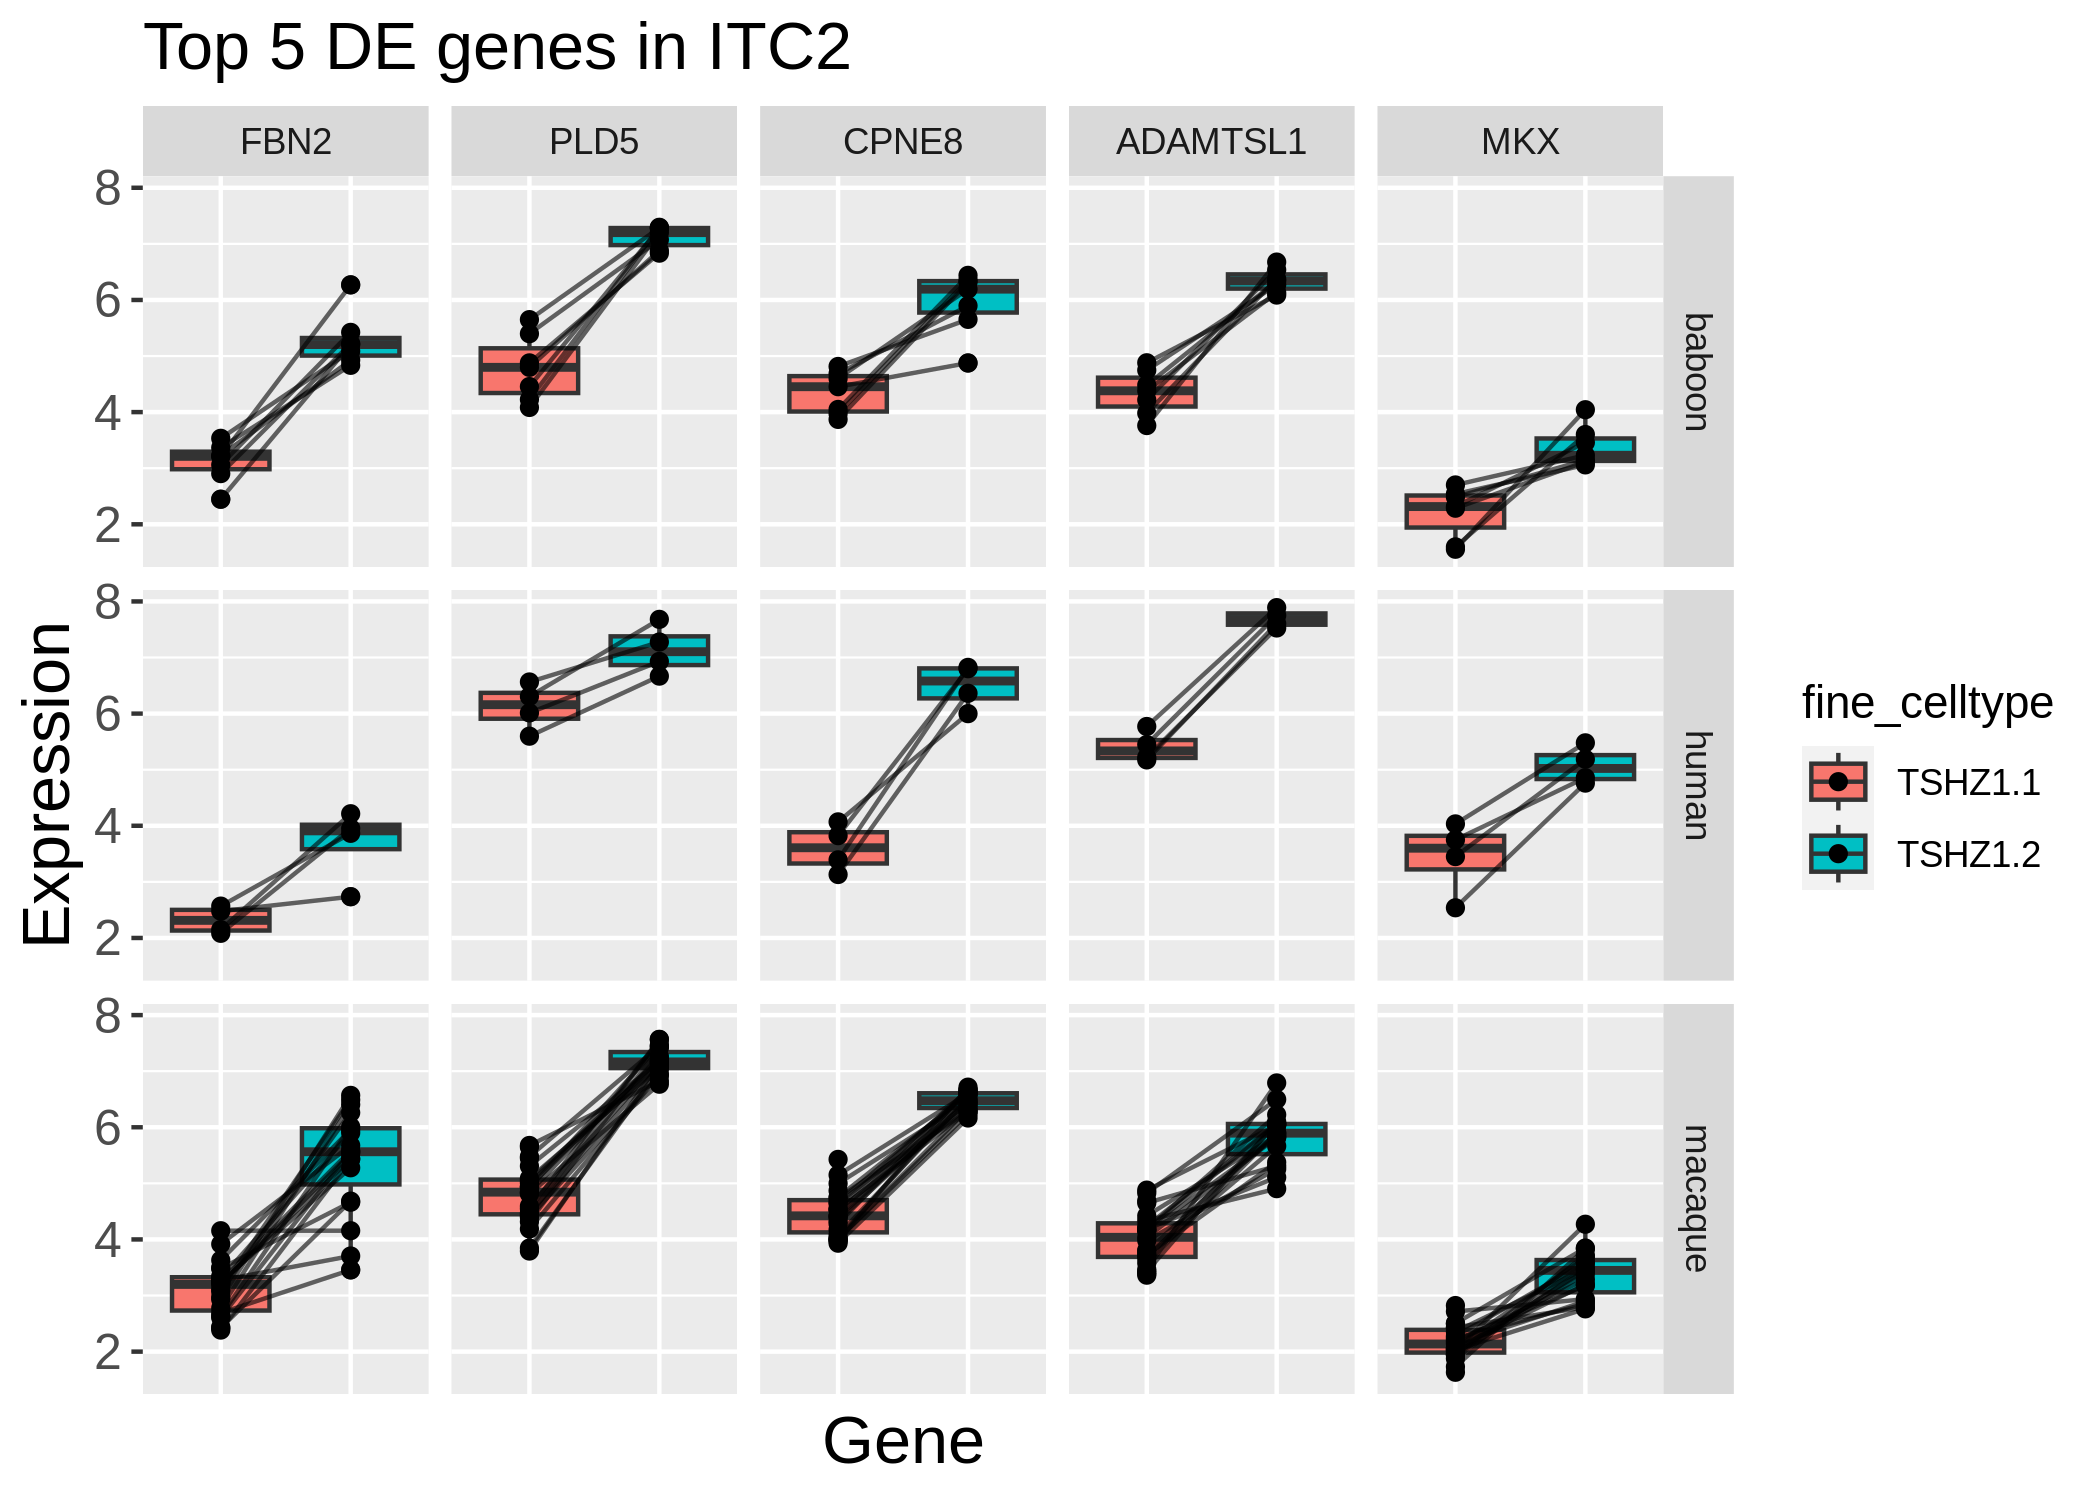 Top 5 DE genes in ITC2
FBN2 PLD5 CPNE8 ADAMTSL1 MKX
8
6
4
2
baboon
8
6
4
2
human
8
6
4
2
macaque
Expression
Gene
fine_celltype
TSHZ1.1
TSHZ1.2